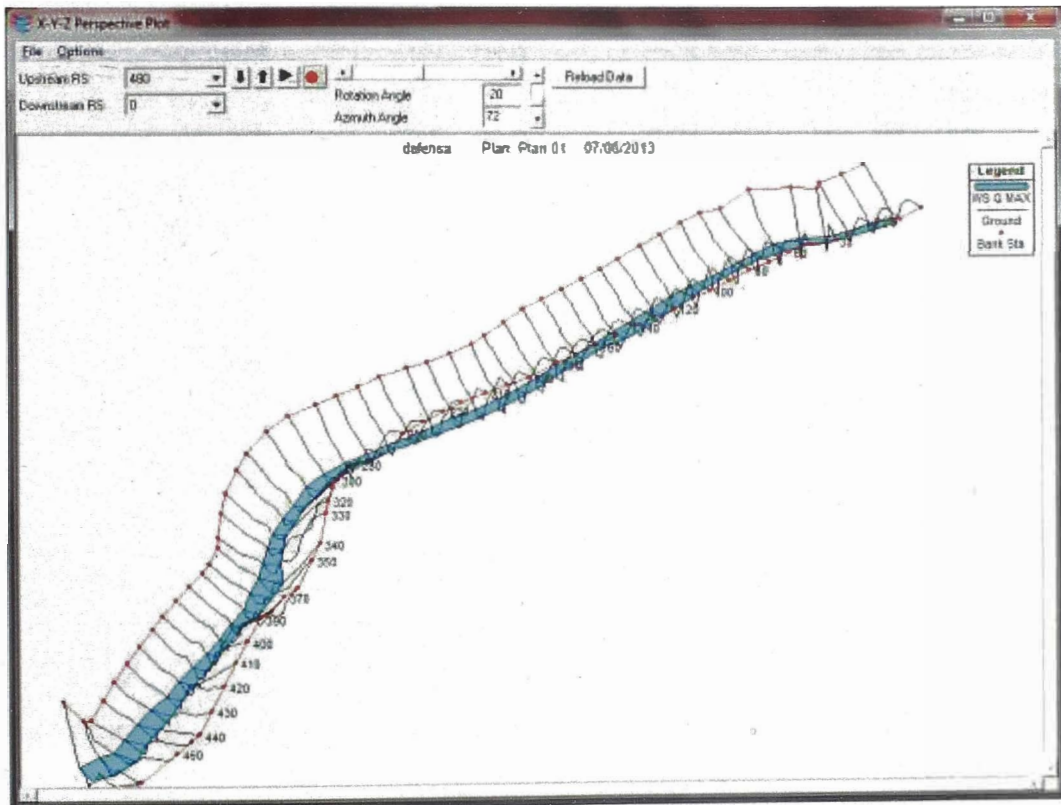 X-Y-Z Perspective Plot
File Options
Upstream RS: 480
Downstream RS: 0
Rotation Angle 20
Azimuth Angle 72
Reload Data
defensa Plan: Plan 01 07/06/2013
Legend
WS Q MAX
Ground
Bank Sta
100
120
280
300
320
330
340
350
370
390
400
410
420
430
440
460